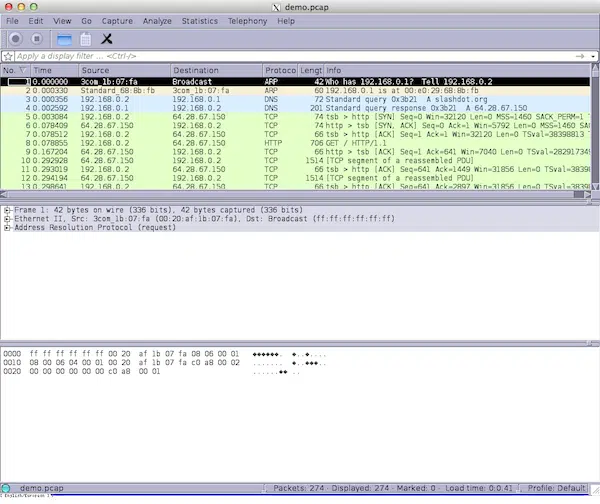 demo.pcap
File Edit View Go Capture Analyze Statistics Telephony Help
Apply a display filter ... <Ctrl-/>
No. Time Source Destination Protoco Lengt Info
1 0.000000 3com_1b:07:fa Broadcast ARP 42 Who has 192.168.0.1? Tell 192.168.0.2
2 0.000330 Standard_68:8b:fb 3com_1b:07:fa ARP 60 192.168.0.1 is at 00:e0:29:68:8b:fb
3 0.000356 192.168.0.2 192.168.0.1 DNS 72 Standard query 0x3b21 A slashdot.org
4 0.002592 192.168.0.1 192.168.0.2 DNS 201 Standard query response 0x3b21 A 64.28.67.150
5 0.003084 192.168.0.2 64.28.67.150 TCP 74 tsb > http [SYN] Seq=0 Win=32120 Len=0 MSS=1460 SACK_PERM=1
6 0.078409 64.28.67.150 192.168.0.2 TCP 74 http > tsb [SYN, ACK] Seq=0 Ack=1 Win=5792 Len=0 MSS=1460 SA
7 0.078512 192.168.0.2 64.28.67.150 TCP 66 tsb > http [ACK] Seq=1 Ack=1 Win=32120 Len=0 TSval=38398813
8 0.078855 192.168.0.2 64.28.67.150 HTTP 706 GET / HTTP/1.1
9 0.167204 64.28.67.150 192.168.0.2 TCP 66 http > tsb [ACK] Seq=1 Ack=641 Win=7040 Len=0 TSval=282917349
10 0.292928 64.28.67.150 192.168.0.2 TCP 1514 [TCP segment of a reassembled PDU]
11 0.293019 192.168.0.2 64.28.67.150 TCP 66 tsb > http [ACK] Seq=641 Ack=1449 Win=31856 Len=0 TSval=38398
12 0.294194 64.28.67.150 192.168.0.2 TCP 1514 [TCP segment of a reassembled PDU]
13 0.298641 192.168.0.2 64.28.67.150 TCP 66 tsb > http [ACK] Seq=641 Ack=2897 Win=31856 Len=0 TSval=38398
Frame 1: 42 bytes on wire (336 bits), 42 bytes captured (336 bits)
Ethernet II, Src: 3com_1b:07:fa (00:20:af:1b:07:fa), Dst: Broadcast (ff:ff:ff:ff:ff:ff)
Address Resolution Protocol (request)
0000 ff ff ff ff ff ff 00 20 af 1b 07 fa 08 06 00 01
0010 08 00 06 04 00 01 00 20 af 1b 07 fa c0 a8 00 02
0020 00 00 00 00 00 00 c0 a8 00 01
demo.pcap Packets: 274 · Displayed: 274 · Marked: 0 · Load time: 0:0.41 Profile: Default